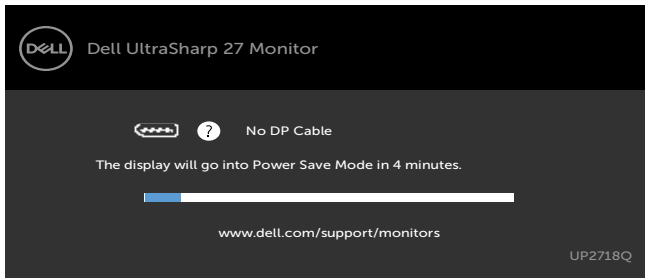 DELL
Dell UltraSharp 27 Monitor
? No DP Cable
The display will go into Power Save Mode in 4 minutes.
www.dell.com/support/monitors
UP2718Q